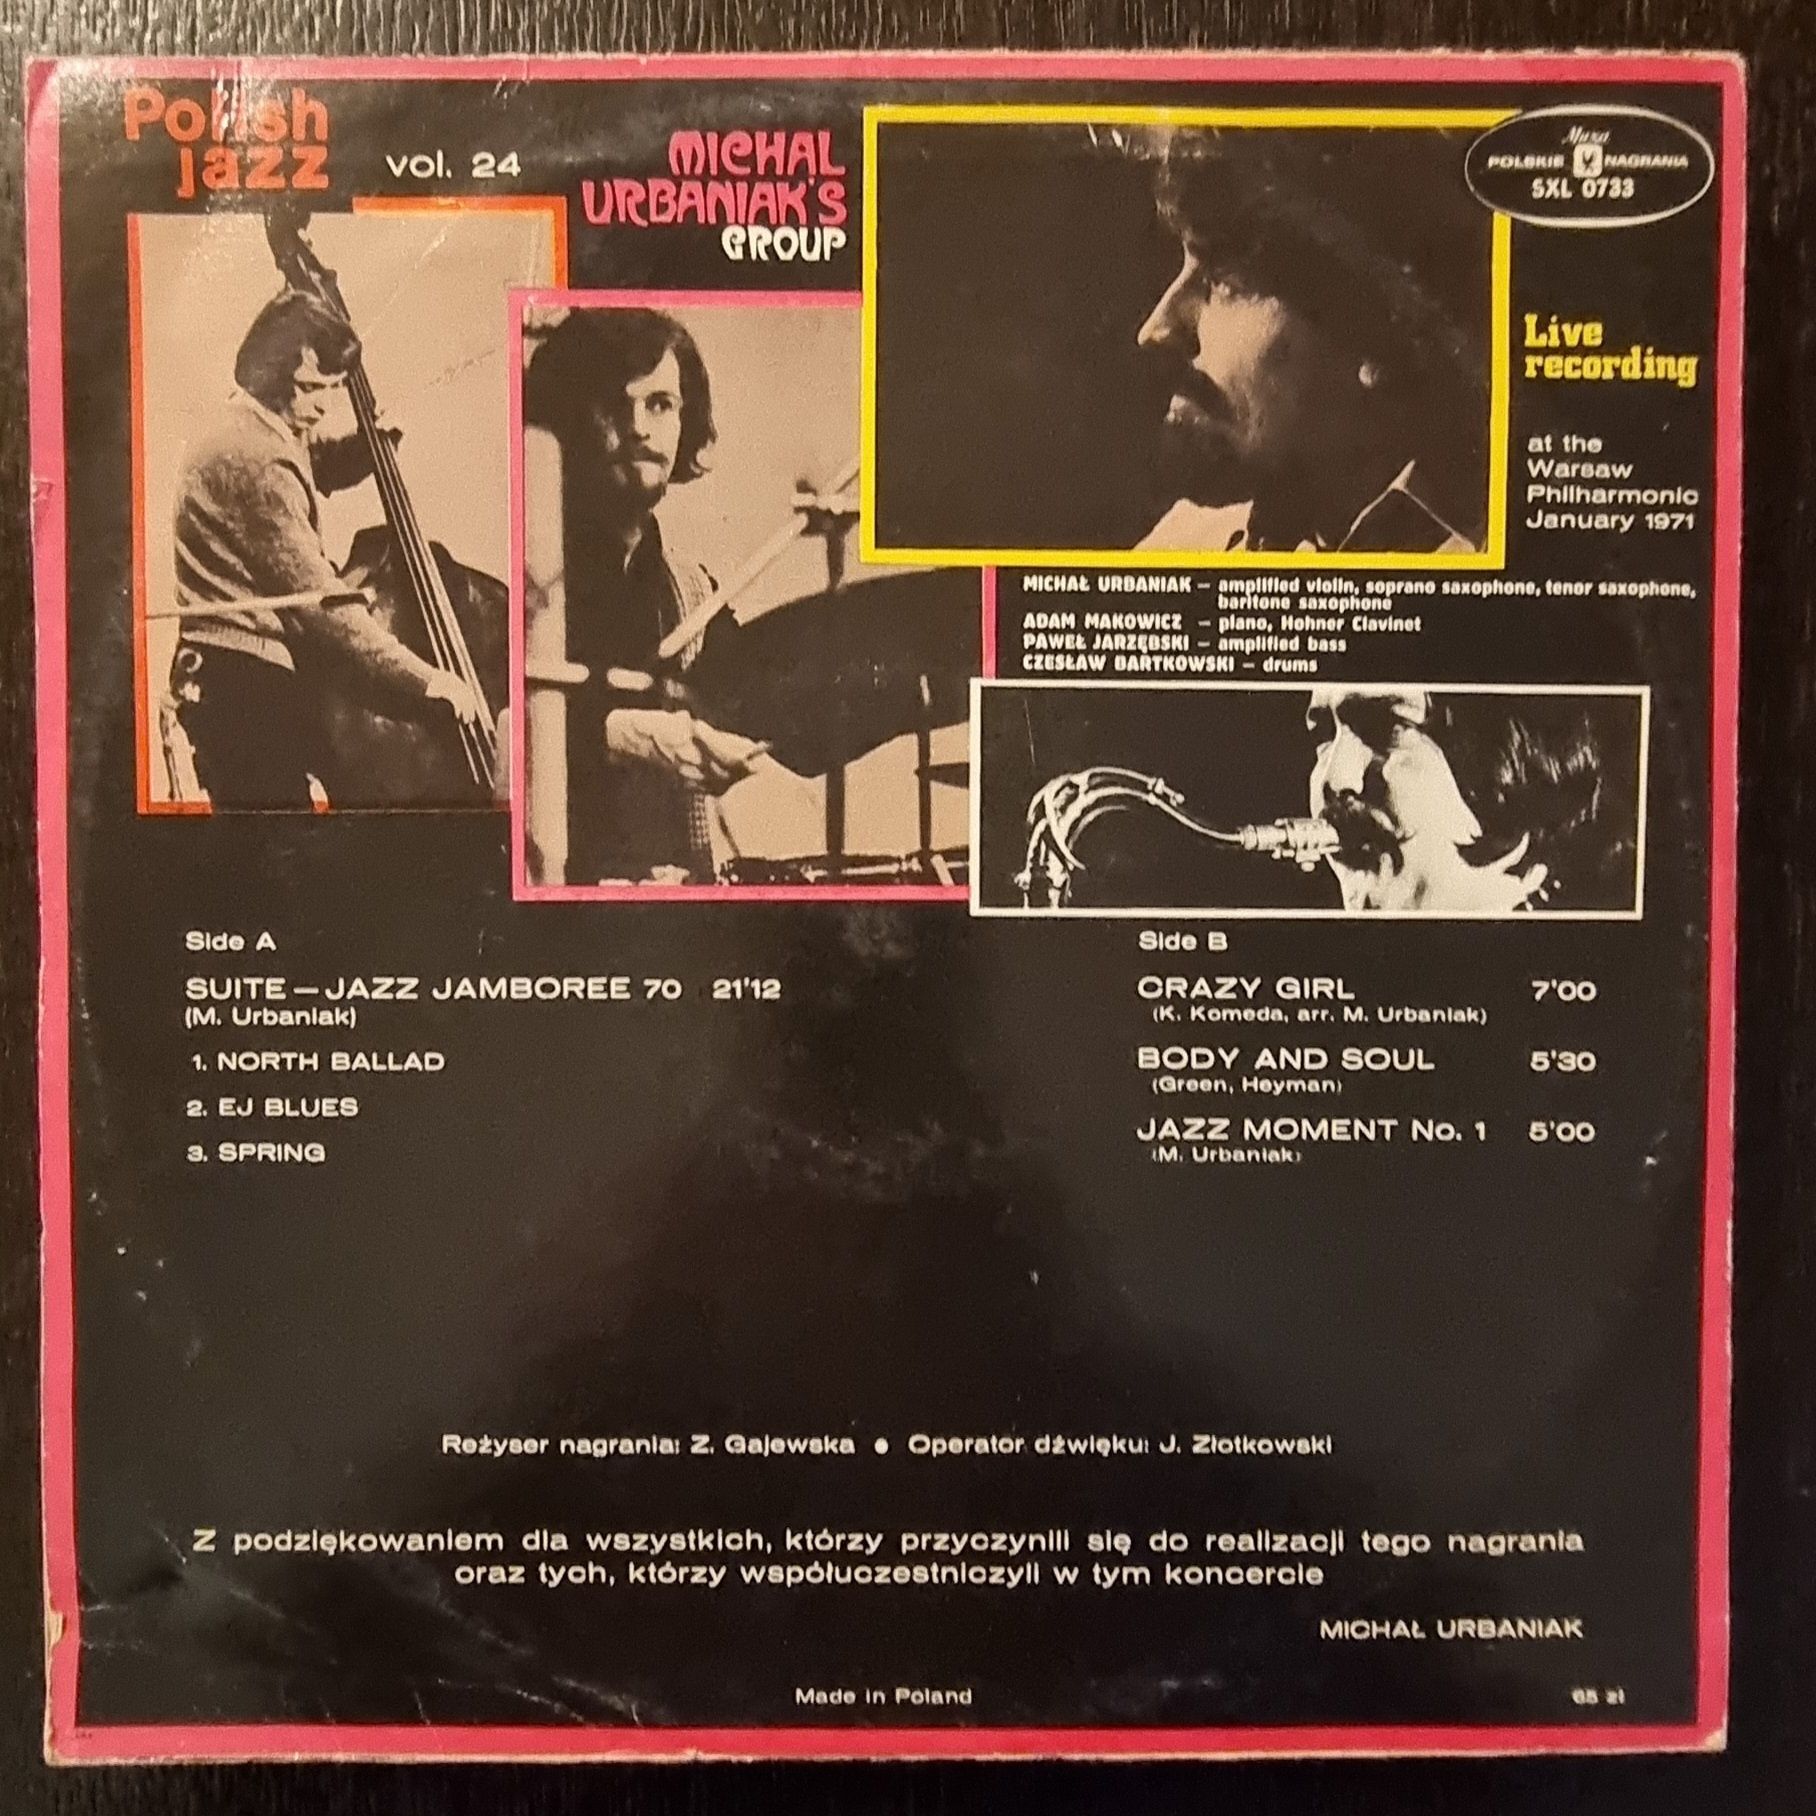 Polish
jazz
vol. 24
MICHAL
URBANIAK'S
GROUP
Muza
POLSKIE NAGRANIA
SXL 0733
Live
recording
at the
Warsaw
Philharmonic
January 1971
MICHAŁ URBANIAK – amplified violin, soprano saxophone, tenor saxophone,
baritone saxophone
ADAM MAKOWICZ – piano, Hohner Clavinet
PAWEŁ JARZĘBSKI – amplified bass
CZESŁAW BARTKOWSKI – drums
Side A
SUITE – JAZZ JAMBOREE 70 21'12
(M. Urbaniak)
1. NORTH BALLAD
2. EJ BLUES
3. SPRING
Side B
CRAZY GIRL 7'00
(K. Komeda, arr. M. Urbaniak)
BODY AND SOUL 5'30
(Green, Heyman)
JAZZ MOMENT No. 1 5'00
(M. Urbaniak)
Reżyser nagrania: Z. Gajewska ● Operator dźwięku: J. Złotkowski
Z podziękowaniem dla wszystkich, którzy przyczynili się do realizacji tego nagrania
oraz tych, którzy współuczestniczyli w tym koncercie
MICHAŁ URBANIAK
Made in Poland
65 zł